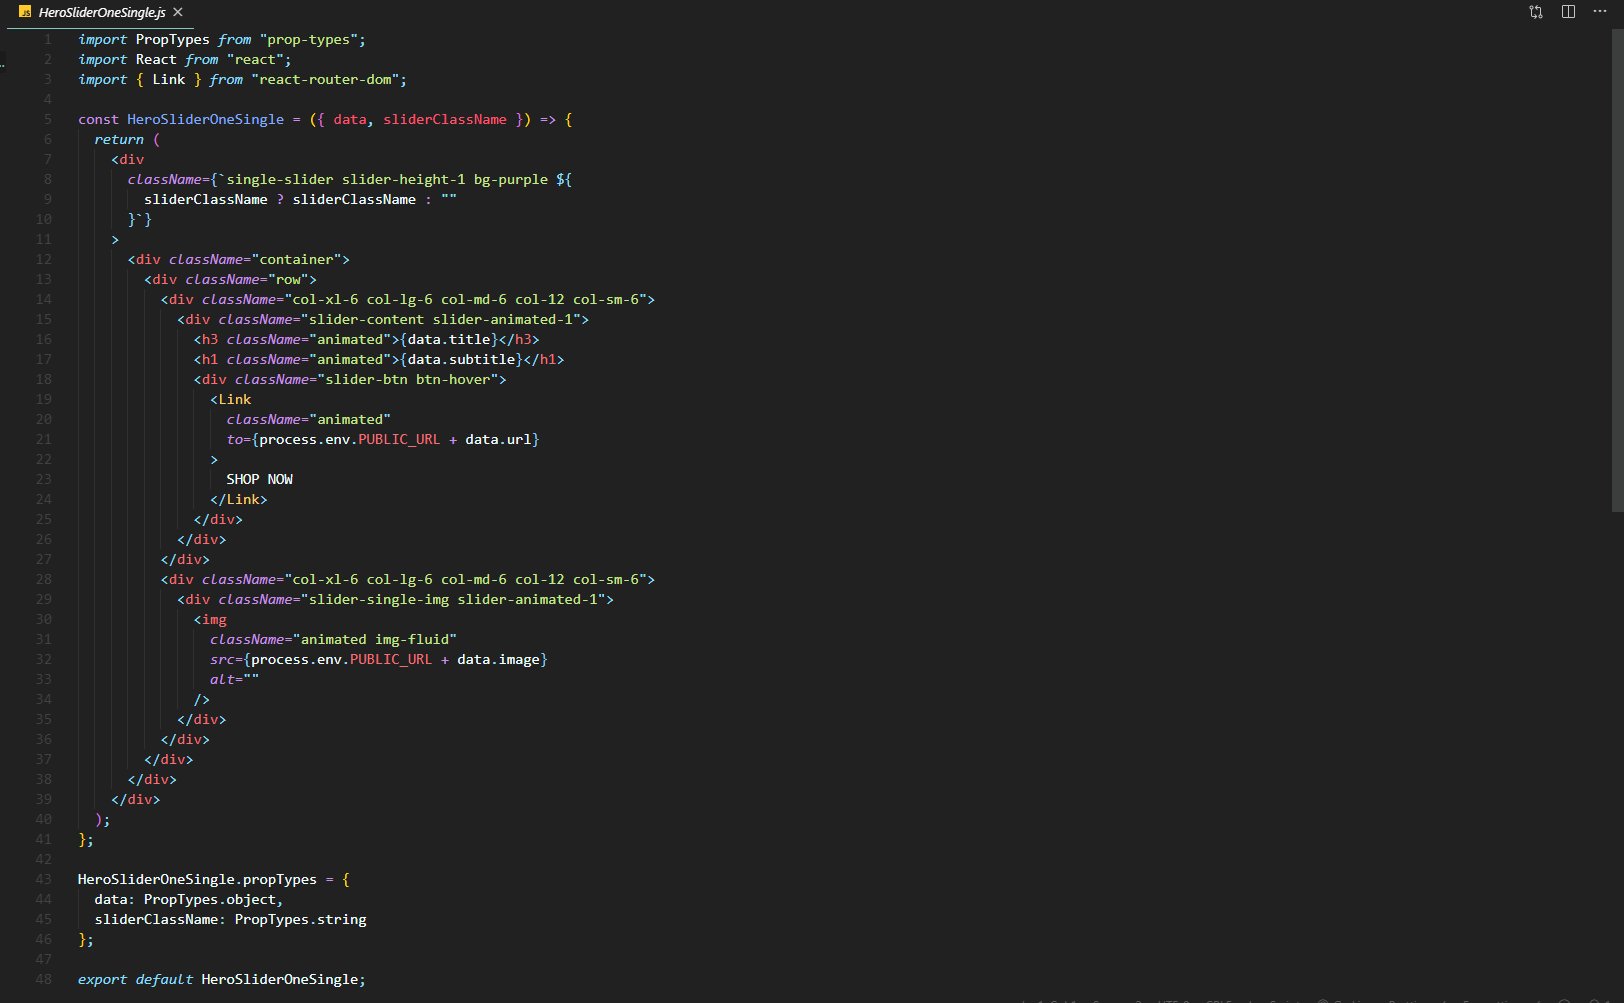 JS HeroSliderOneSingle.js
1 import PropTypes from "prop-types";
2 import React from "react";
3 import { Link } from "react-router-dom";
4
5 const HeroSliderOneSingle = ({ data, sliderClassName }) => {
6   return (
7     <div
8       className={`single-slider slider-height-1 bg-purple ${
9         sliderClassName ? sliderClassName : ""
10       }`}
11     >
12       <div className="container">
13         <div className="row">
14           <div className="col-xl-6 col-lg-6 col-md-6 col-12 col-sm-6">
15             <div className="slider-content slider-animated-1">
16               <h3 className="animated">{data.title}</h3>
17               <h1 className="animated">{data.subtitle}</h1>
18               <div className="slider-btn btn-hover">
19                 <Link
20                   className="animated"
21                   to={process.env.PUBLIC_URL + data.url}
22                 >
23                   SHOP NOW
24                 </Link>
25               </div>
26             </div>
27           </div>
28           <div className="col-xl-6 col-lg-6 col-md-6 col-12 col-sm-6">
29             <div className="slider-single-img slider-animated-1">
30               <img
31                 className="animated img-fluid"
32                 src={process.env.PUBLIC_URL + data.image}
33                 alt=""
34               />
35             </div>
36           </div>
37         </div>
38       </div>
39     </div>
40   );
41 };
42
43 HeroSliderOneSingle.propTypes = {
44   data: PropTypes.object,
45   sliderClassName: PropTypes.string
46 };
47
48 export default HeroSliderOneSingle;